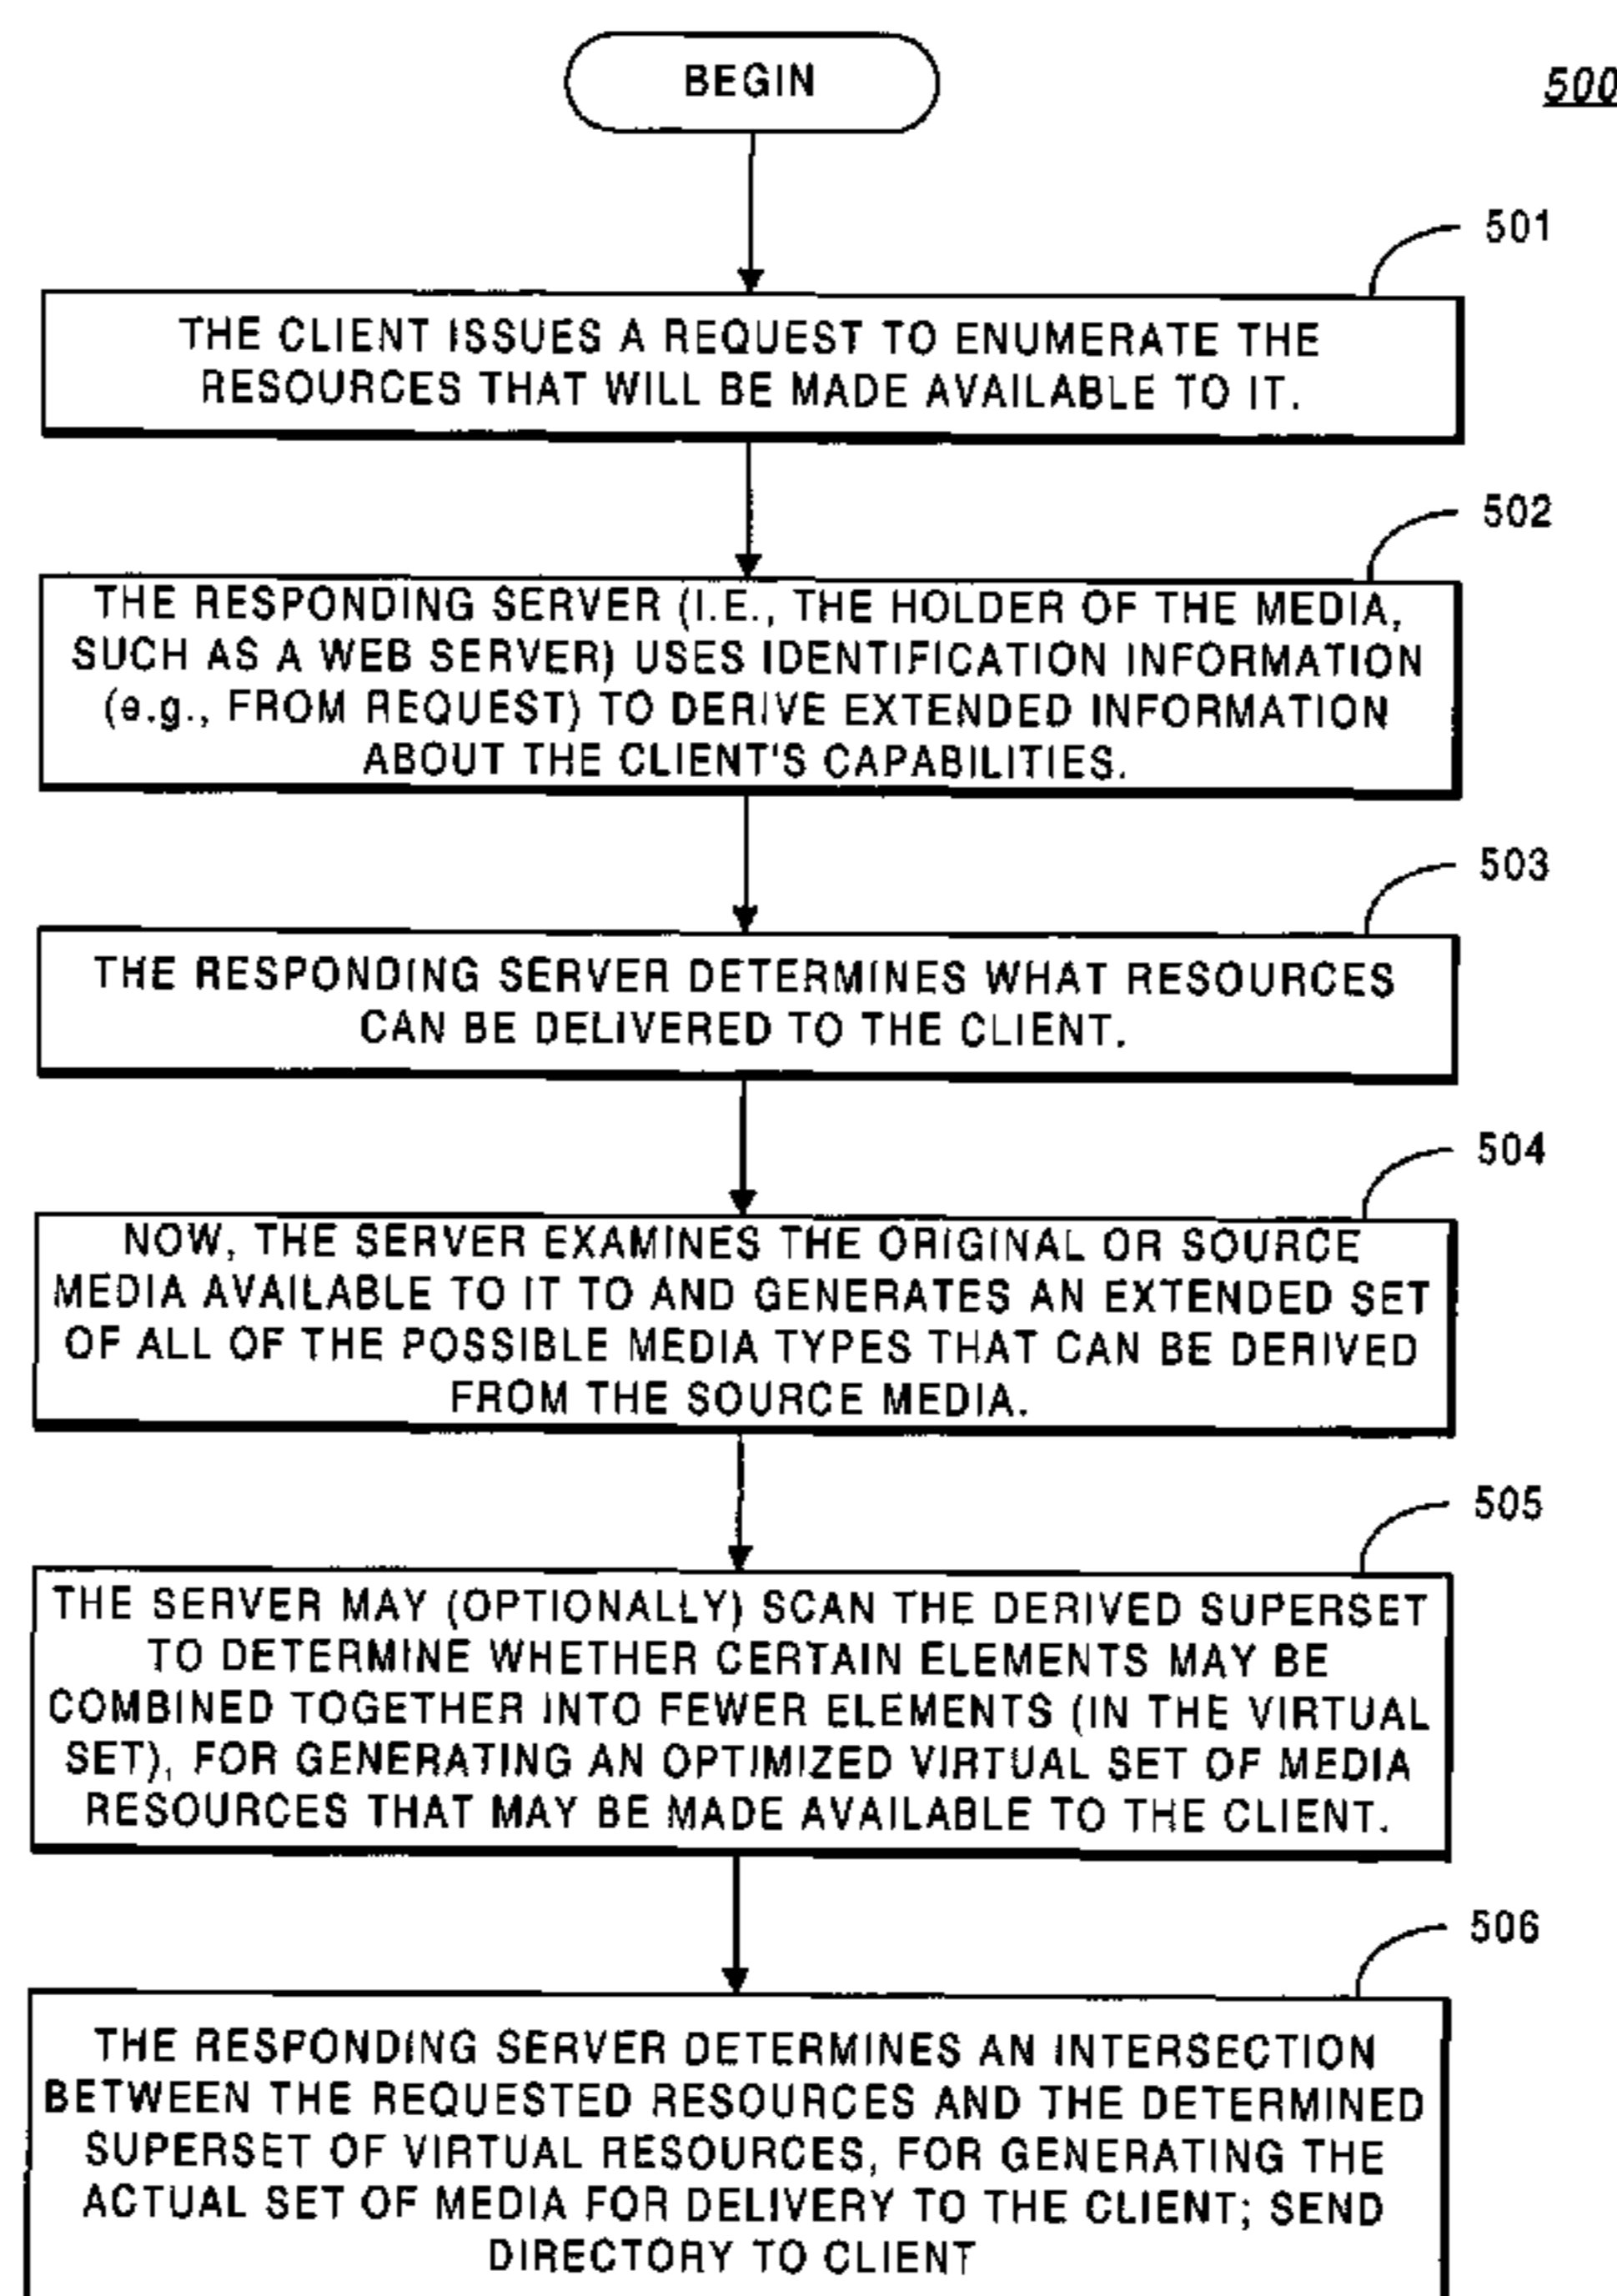 BEGIN
500
501
THE CLIENT ISSUES A REQUEST TO ENUMERATE THE
RESOURCES THAT WILL BE MADE AVAILABLE TO IT.
502
THE RESPONDING SERVER (I.E., THE HOLDER OF THE MEDIA,
SUCH AS A WEB SERVER) USES IDENTIFICATION INFORMATION
(e.g., FROM REQUEST) TO DERIVE EXTENDED INFORMATION
ABOUT THE CLIENT'S CAPABILITIES.
503
THE RESPONDING SERVER DETERMINES WHAT RESOURCES
CAN BE DELIVERED TO THE CLIENT.
504
NOW, THE SERVER EXAMINES THE ORIGINAL OR SOURCE
MEDIA AVAILABLE TO IT TO AND GENERATES AN EXTENDED SET
OF ALL OF THE POSSIBLE MEDIA TYPES THAT CAN BE DERIVED
FROM THE SOURCE MEDIA.
505
THE SERVER MAY (OPTIONALLY) SCAN THE DERIVED SUPERSET
TO DETERMINE WHETHER CERTAIN ELEMENTS MAY BE
COMBINED TOGETHER INTO FEWER ELEMENTS (IN THE VIRTUAL
SET), FOR GENERATING AN OPTIMIZED VIRTUAL SET OF MEDIA
RESOURCES THAT MAY BE MADE AVAILABLE TO THE CLIENT.
506
THE RESPONDING SERVER DETERMINES AN INTERSECTION
BETWEEN THE REQUESTED RESOURCES AND THE DETERMINED
SUPERSET OF VIRTUAL RESOURCES, FOR GENERATING THE
ACTUAL SET OF MEDIA FOR DELIVERY TO THE CLIENT; SEND
DIRECTORY TO CLIENT